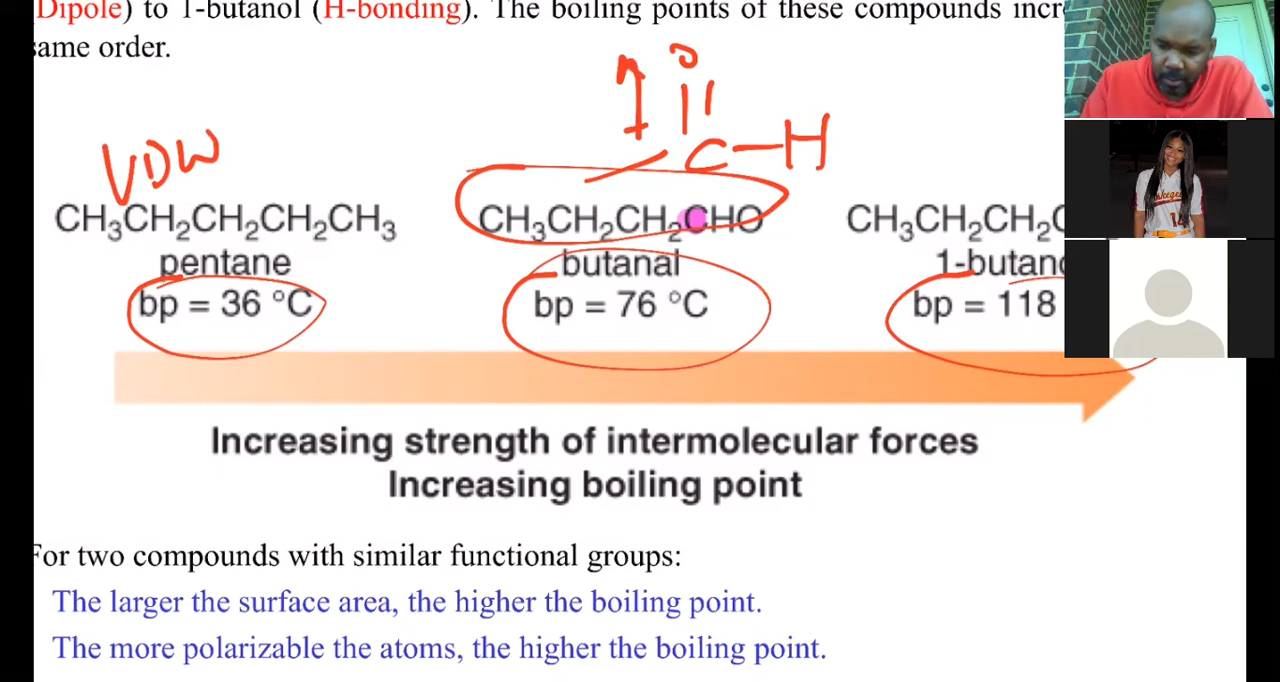 Dipole) to 1-butanol (H-bonding). The boiling points of these compounds incr
same order.
O
C-H
VDW
CH3CH2CH2CH2CH3 CH3CH2CH2CHO CH3CH2CH2
pentane butanal 1-butan
bp = 36 °C bp = 76 °C bp = 118
Increasing strength of intermolecular forces
Increasing boiling point
For two compounds with similar functional groups:
The larger the surface area, the higher the boiling point.
The more polarizable the atoms, the higher the boiling point.